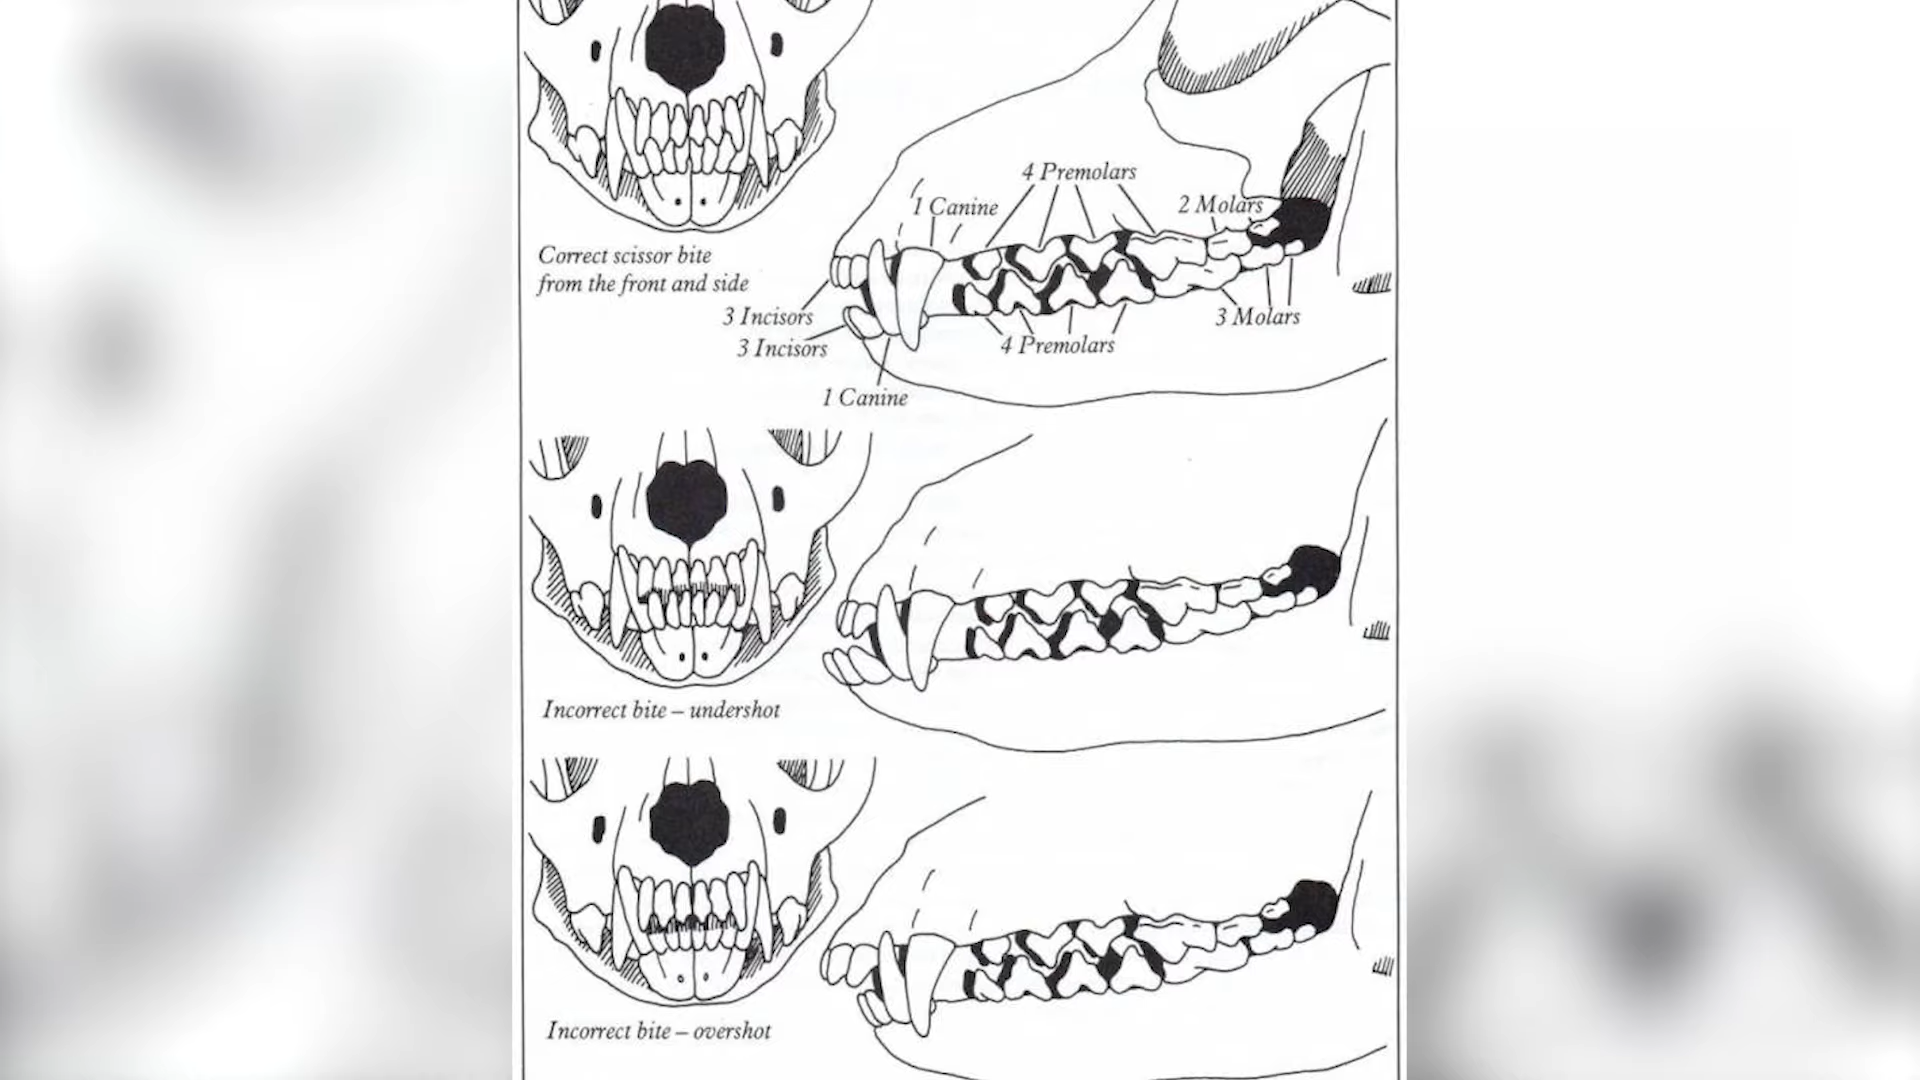 4 Premolars
1 Canine
2 Molars
Correct scissor bite
from the front and side
3 Incisors
3 Molars
3 Incisors
4 Premolars
1 Canine
Incorrect bite – undershot
Incorrect bite – overshot